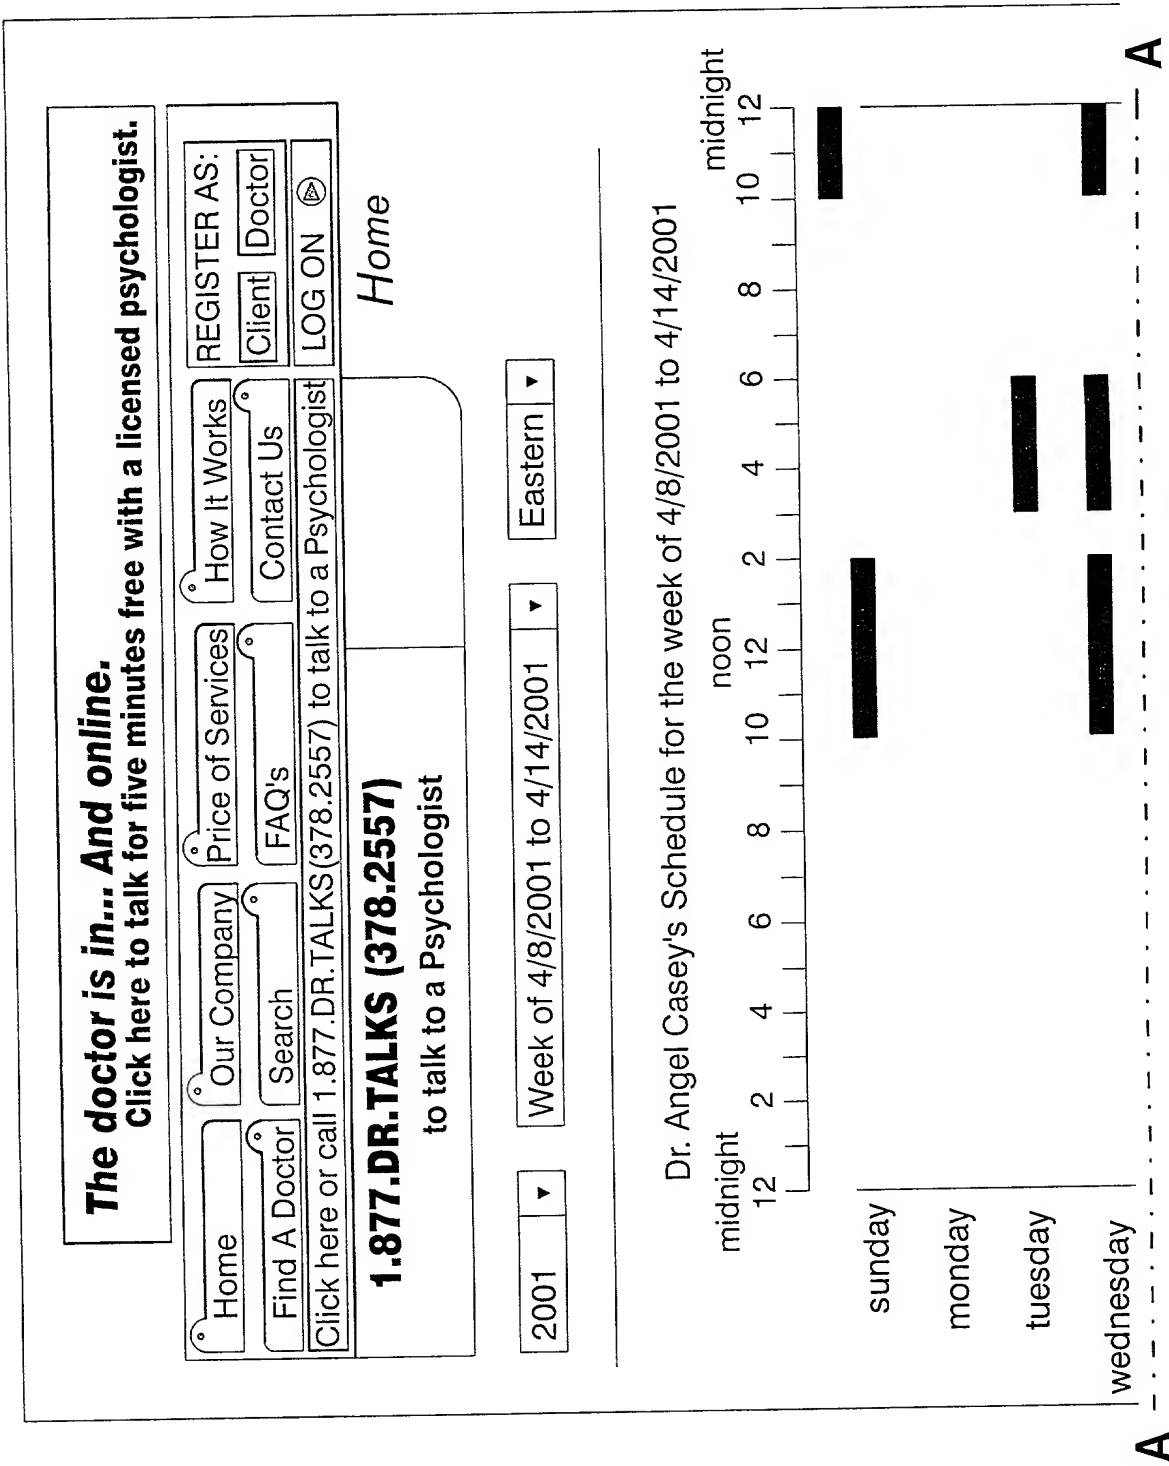 The doctor is in... And online.
Click here to talk for five minutes free with a licensed psychologist.
Home Our Company Price of Services How It Works REGISTER AS:
Find A Doctor Search FAQ's Contact Us Client Doctor
Click here or call 1.877.DR.TALKS(378.2557) to talk to a Psychologist LOG ON
1.877.DR.TALKS (378.2557)
to talk to a Psychologist
Home
2001 Week of 4/8/2001 to 4/14/2001 Eastern
Dr. Angel Casey's Schedule for the week of 4/8/2001 to 4/14/2001
midnight noon midnight
12 2 4 6 8 10 12 2 4 6 8 10 12
sunday
monday
tuesday
wednesday
A A